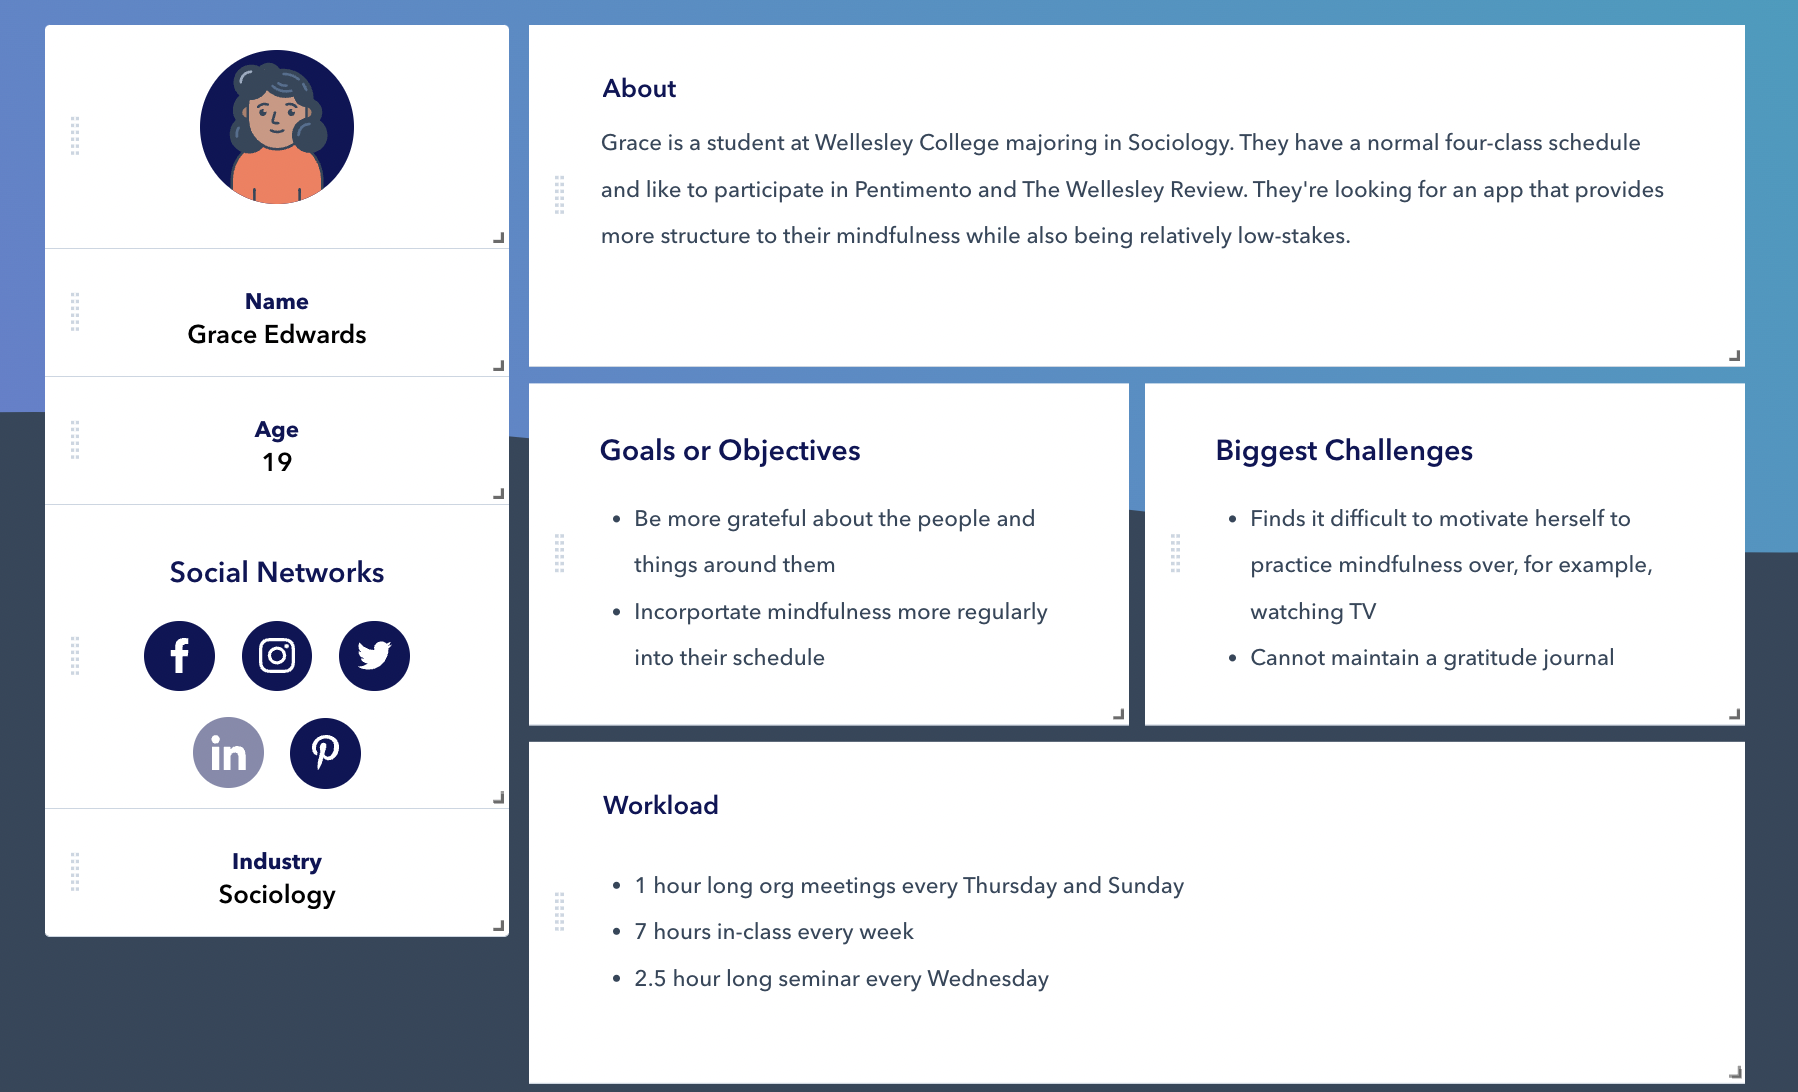 Name
Grace Edwards
Age
19
Social Networks
in
Industry
Sociology
About
Grace is a student at Wellesley College majoring in Sociology. They have a normal four-class schedule
and like to participate in Pentimento and The Wellesley Review. They're looking for an app that provides
more structure to their mindfulness while also being relatively low-stakes.
Goals or Objectives
• Be more grateful about the people and
things around them
• Incorportate mindfulness more regularly
into their schedule
Biggest Challenges
• Finds it difficult to motivate herself to
practice mindfulness over, for example,
watching TV
• Cannot maintain a gratitude journal
Workload
• 1 hour long org meetings every Thursday and Sunday
• 7 hours in-class every week
• 2.5 hour long seminar every Wednesday